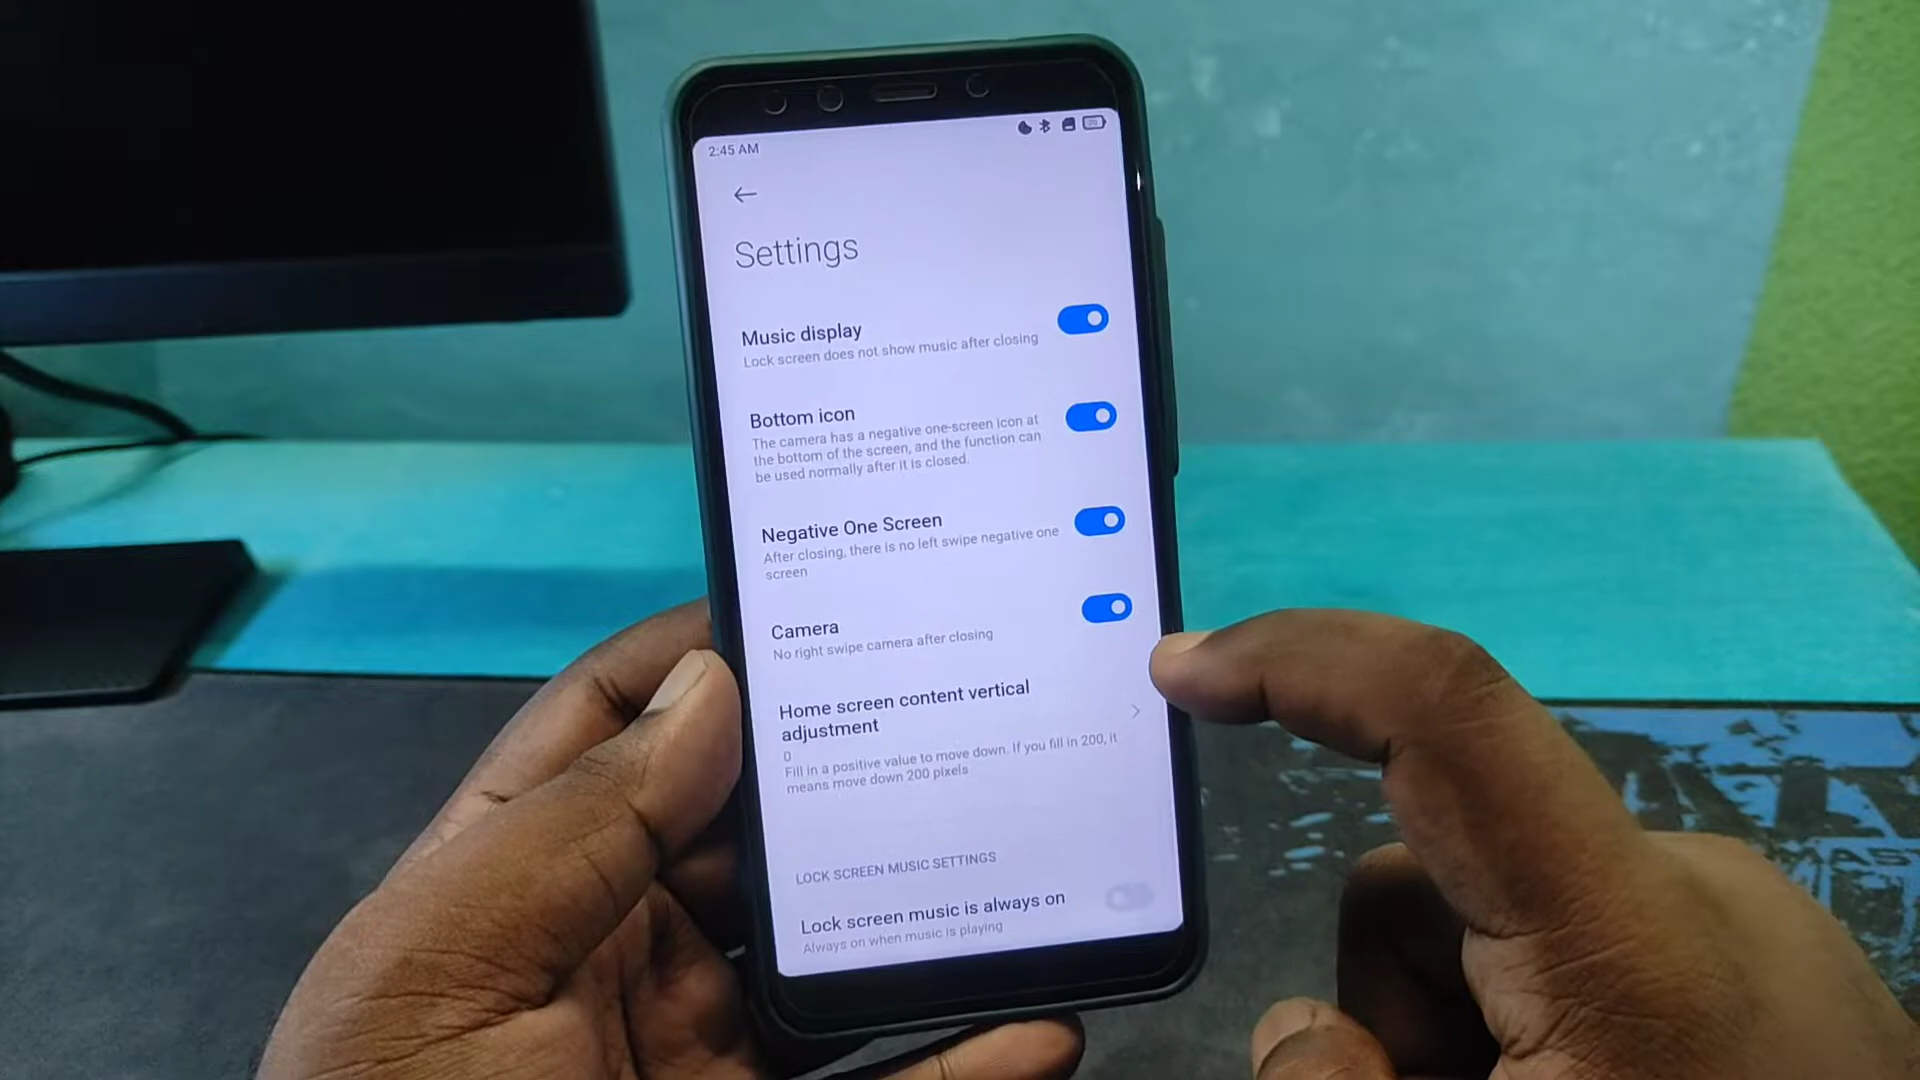 2:45 AM
Settings
Music display
Lock screen does not show music after closing
Bottom icon
The camera has a negative one-screen icon at
the bottom of the screen, and the function can
be used normally after it is closed.
Negative One Screen
After closing, there is no left swipe negative one
screen
Camera
No right swipe camera after closing
Home screen content vertical
adjustment
0
Fill in a positive value to move down. If you fill in 200, it
means move down 200 pixels
LOCK SCREEN MUSIC SETTINGS
Lock screen music is always on
Always on when music is playing